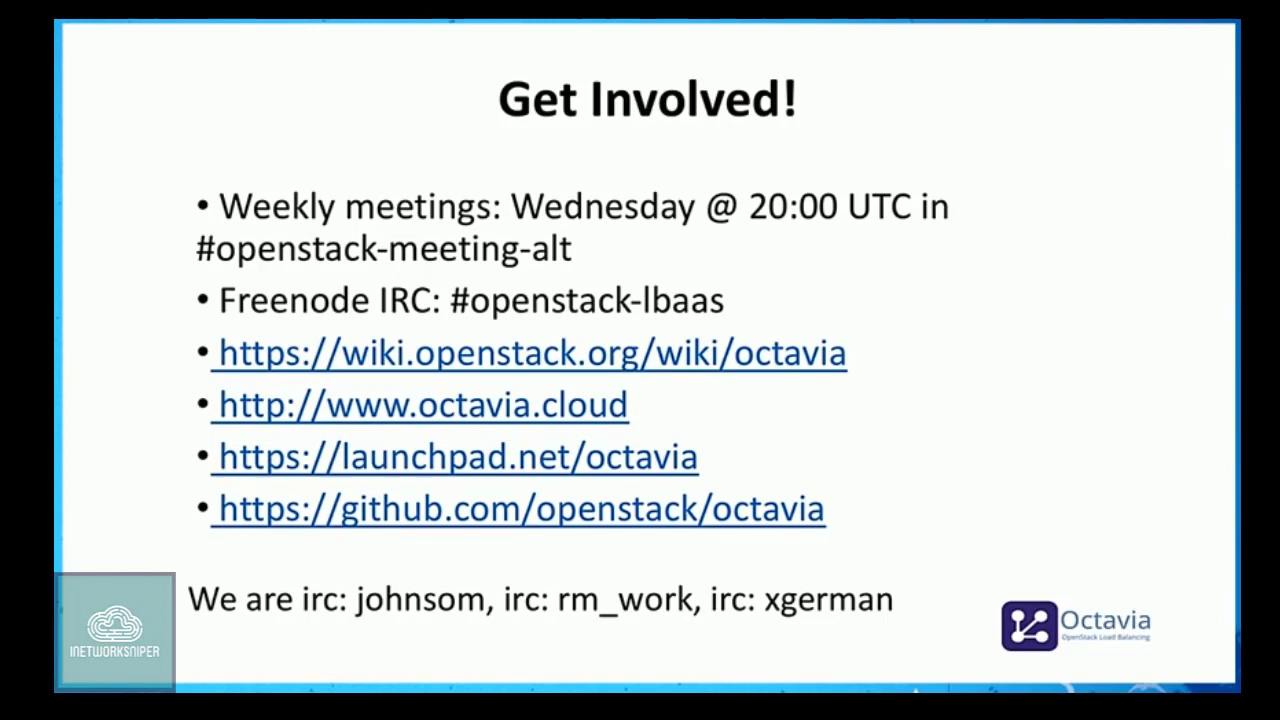 Get Involved!
• Weekly meetings: Wednesday @ 20:00 UTC in
#openstack-meeting-alt
• Freenode IRC: #openstack-lbaas
• https://wiki.openstack.org/wiki/octavia
• http://www.octavia.cloud
• https://launchpad.net/octavia
• https://github.com/openstack/octavia
We are irc: johnsom, irc: rm_work, irc: xgerman
INETWORKSNIPER
Octavia
OpenStack Load Balancing